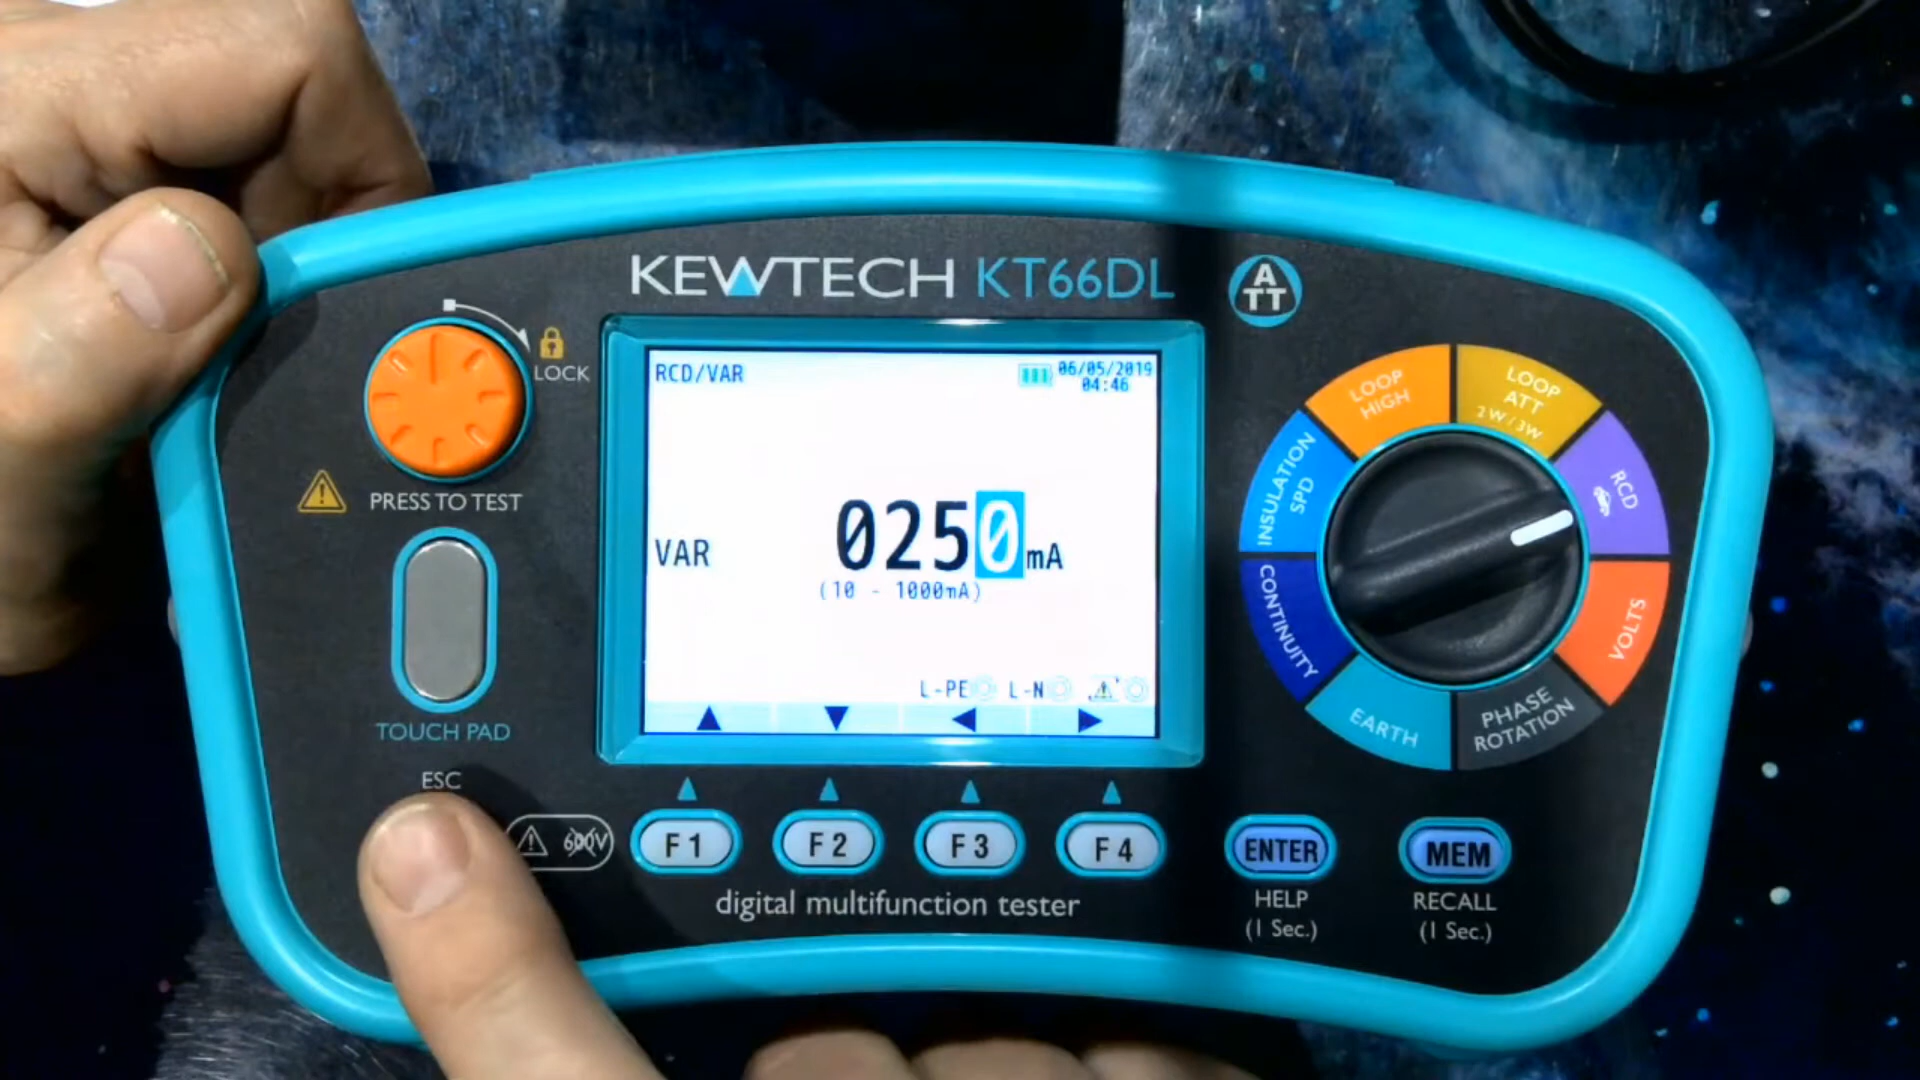 KEWTECH KT66DL
A
TT
LOCK
PRESS TO TEST
TOUCH PAD
ESC
600V
RCD/VAR
06/05/2019
04:46
VAR
0250mA
(10 - 1000mA)
L-PE L-N
LOOP
HIGH
LOOP
ATT
2W/3W
RCD
VOLTS
PHASE
ROTATION
EARTH
CONTINUITY
INSULATION
SPD
F1
F2
F3
F4
ENTER
MEM
HELP
(1 Sec.)
RECALL
(1 Sec.)
digital multifunction tester